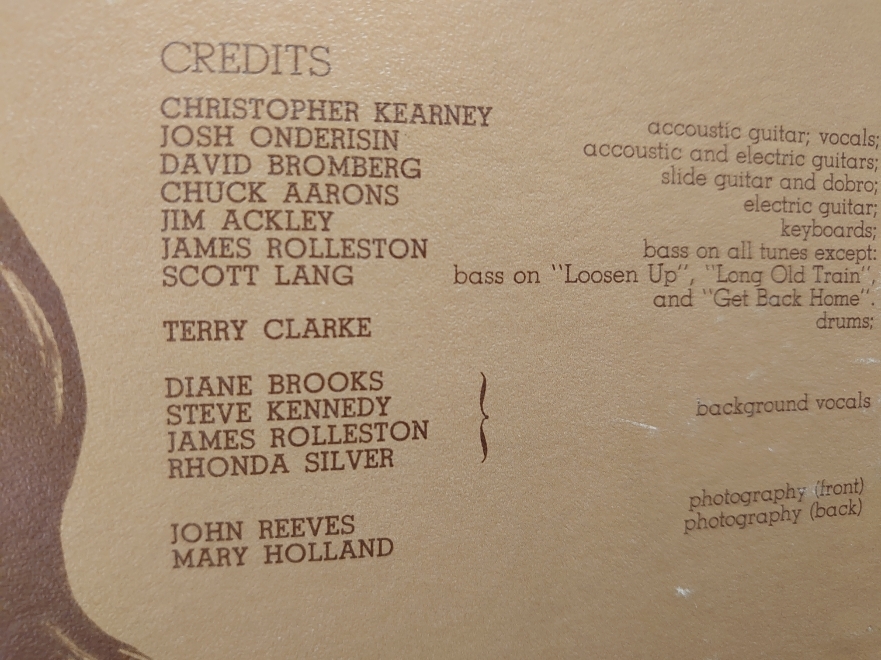 CREDITS
CHRISTOPHER KEARNEY accoustic guitar; vocals;
JOSH ONDERISIN accoustic and electric guitars;
DAVID BROMBERG slide guitar and dobro;
CHUCK AARONS electric guitar;
JIM ACKLEY keyboards;
JAMES ROLLESTON bass on all tunes except:
SCOTT LANG bass on "Loosen Up", "Long Old Train",
and "Get Back Home".
TERRY CLARKE drums;
DIANE BROOKS
STEVE KENNEDY } background vocals
JAMES ROLLESTON
RHONDA SILVER
JOHN REEVES photography (front)
MARY HOLLAND photography (back)